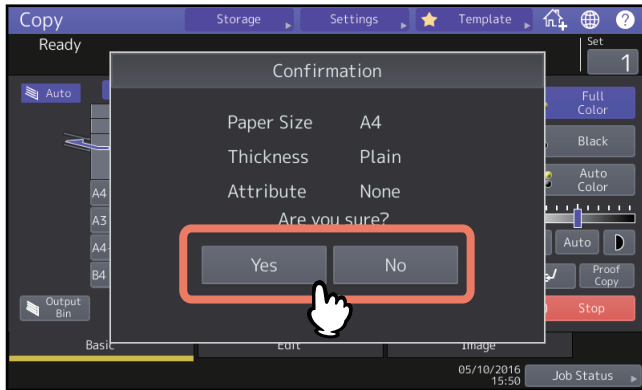 Copy
Storage
Settings
Template
?
Ready
Set
1
Auto
Confirmation
Paper Size A4
Thickness Plain
Attribute None
Are you sure?
Yes
No
A4
A3
A4
B4
Output
Bin
Full
Color
Black
Auto
Color
Auto
Proof
Copy
Stop
Basic
Edit
Image
05/10/2016
15:50
Job Status